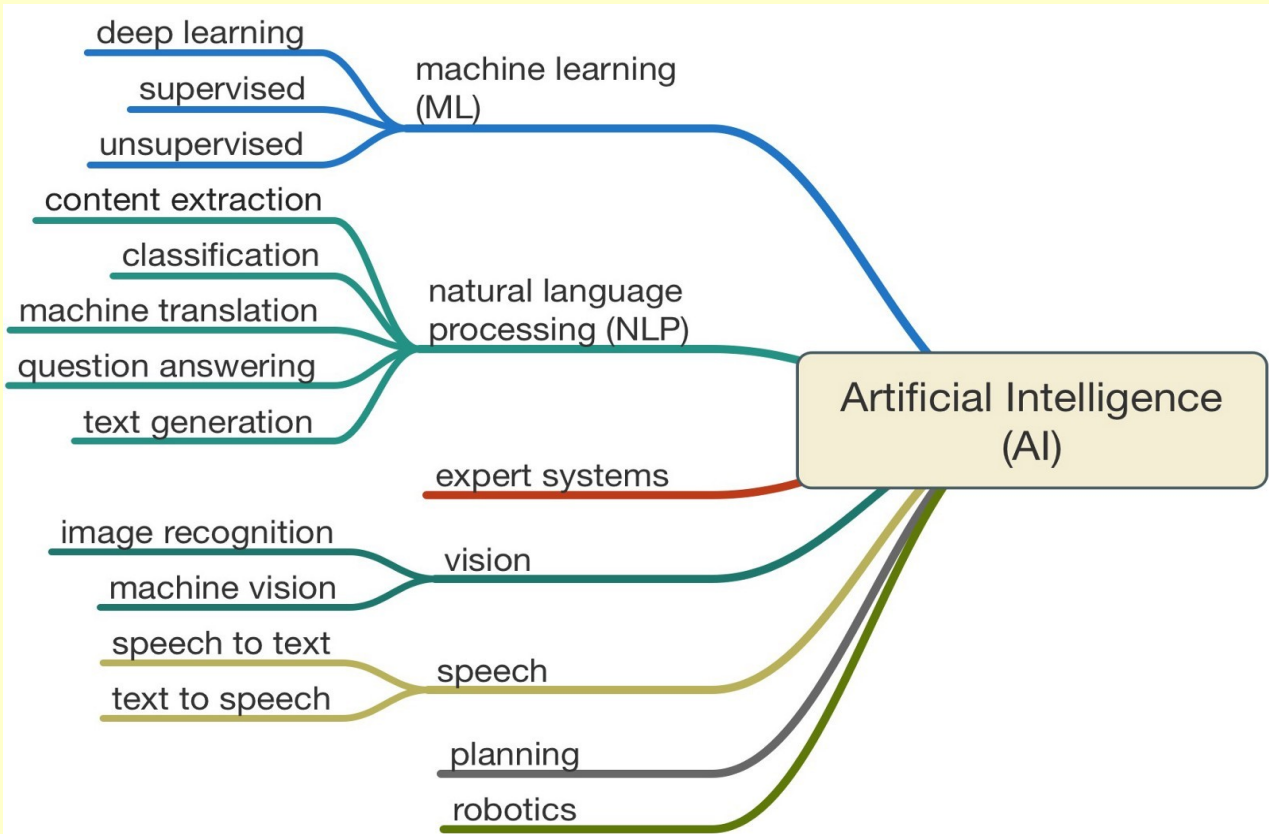 deep learning
supervised
unsupervised
machine learning
(ML)
content extraction
classification
machine translation
question answering
text generation
natural language
processing (NLP)
expert systems
image recognition
machine vision
vision
speech to text
text to speech
speech
planning
robotics
Artificial Intelligence
(AI)